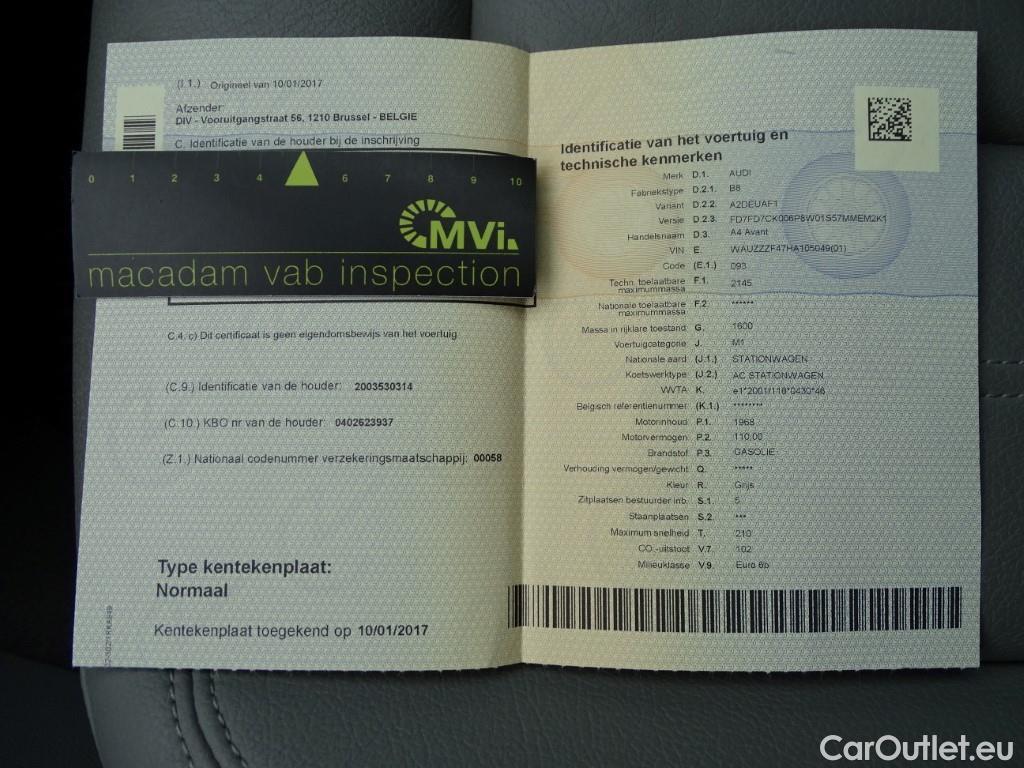 (I.1.) Origineel van 10/01/2017
Afzender:
DIV - Vooruitgangstraat 56, 1210 Brussel - BELGIE
C. Identificatie van de houder bij de inschrijving
0 1 2 3 4 6 7 8 9 10
MVi.
macadam vab inspection
C.4. c) Dit certificaat is geen eigendomsbewijs van het voertuig
(C.9.) Identificatie van de houder: 2003530314
(C.10.) KBO nr van de houder: 0402623937
(Z.1.) Nationaal codenummer verzekeringsmaatschappij: 00058
Type kentekenplaat:
Normaal
Kentekenplaat toegekend op 10/01/2017
Identificatie van het voertuig en
technische kenmerken
Merk D.1. AUDI
Fabriekstype D.2.1. B8
Variant D.2.2. A2DEUAF1
Versie D.2.3. FD7FD7CK006P8W01S57MMEM2K1
Handelsnaam D.3. A4 Avant
VIN E. WAUZZZF47HA105049(01)
Code (E.1.) 093
Techn. toelaatbare maximummassa F.1. 2145
Nationale toelaatbare maximummassa F.2. ******
Massa in rijklare toestand G. 1600
Voertuigcategorie J. M1
Nationale aard (J.1.) STATIONWAGEN
Koetswerktype (J.2.) AC STATIONWAGEN
WVTA K. e1*2001/116*0430*46
Belgisch referentienummer (K.1.) ********
Motorinhoud P.1. 1968
Motorvermogen P.2. 110.00
Brandstof P.3. GASOLIE
Verhouding vermogen/gewicht Q. *****
Kleur R. Grijs
Zitplaatsen bestuurder inb. S.1. 5
Staanplaatsen S.2. ***
Maximum snelheid T. 210
CO₂-uitstoot V.7. 102
Milieuklasse V.9. Euro 6b
CarOutlet.eu